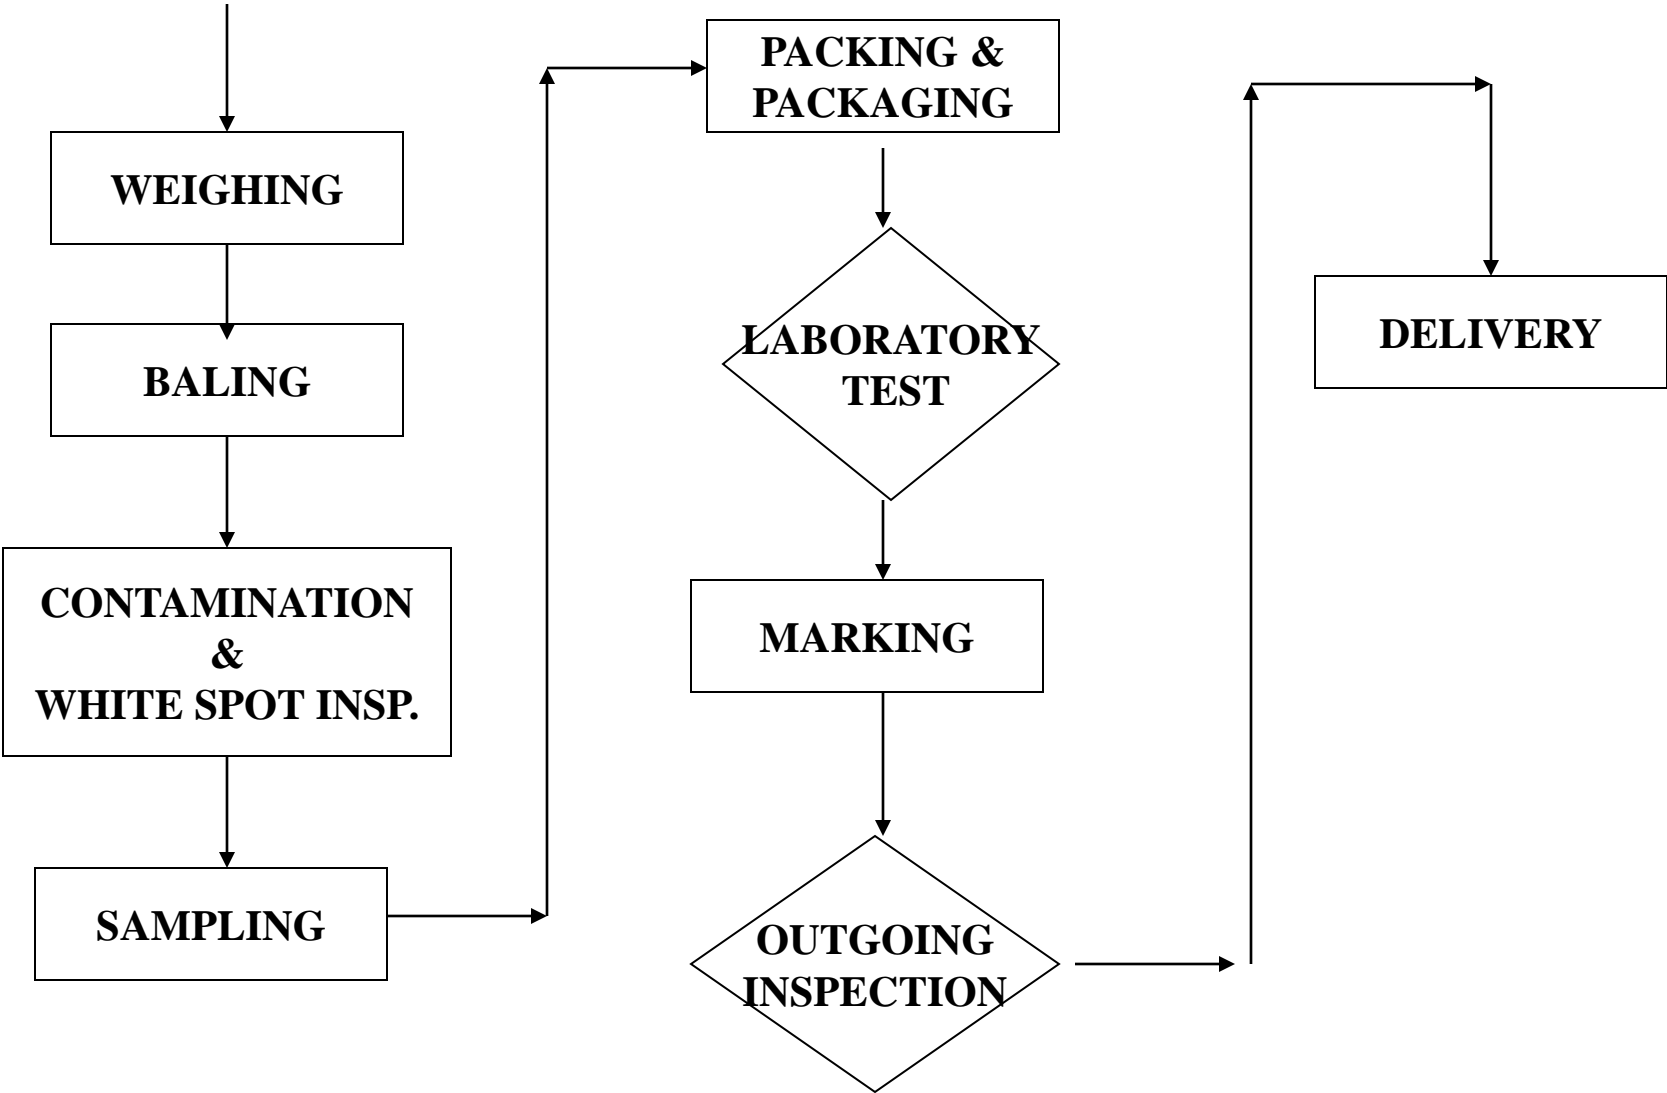 WEIGHING
BALING
CONTAMINATION
&
WHITE SPOT INSP.
SAMPLING
PACKING &
PACKAGING
LABORATORY
TEST
MARKING
OUTGOING
INSPECTION
DELIVERY